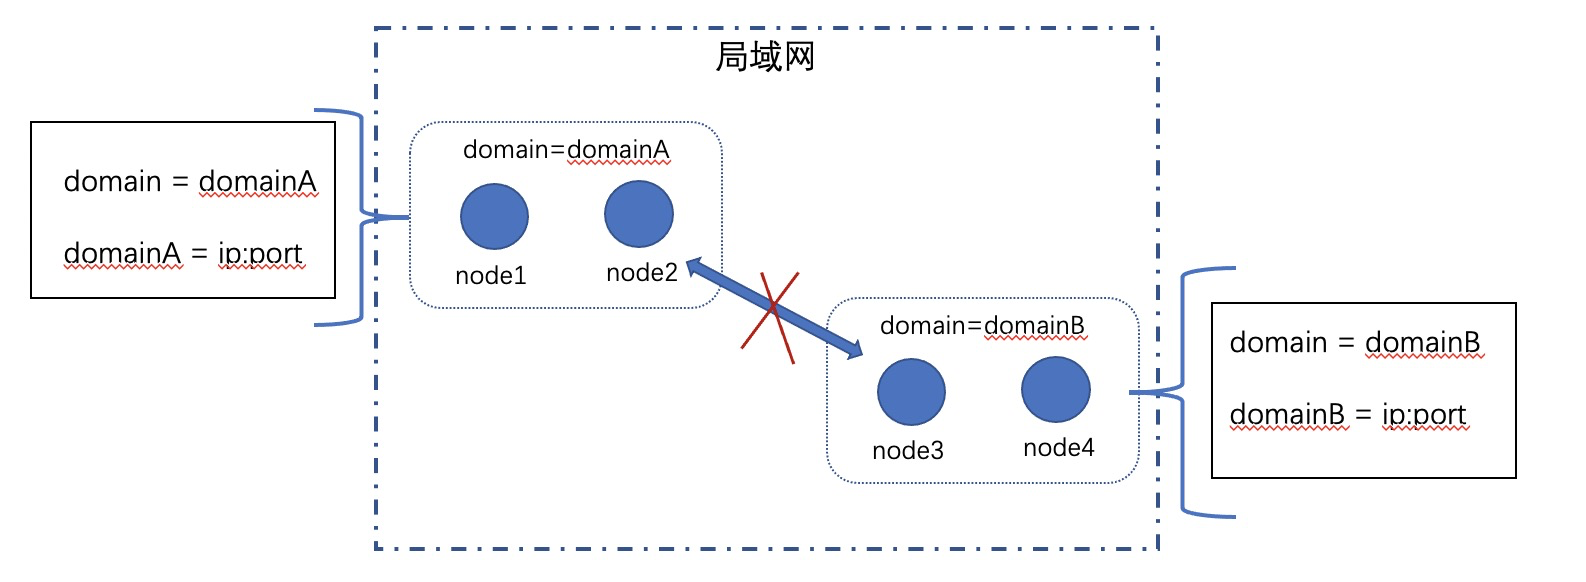 局域网
domain = domainA
domainA = ip:port
domain=domainA
node1
node2
domain=domainB
node3
node4
domain = domainB
domainB = ip:port